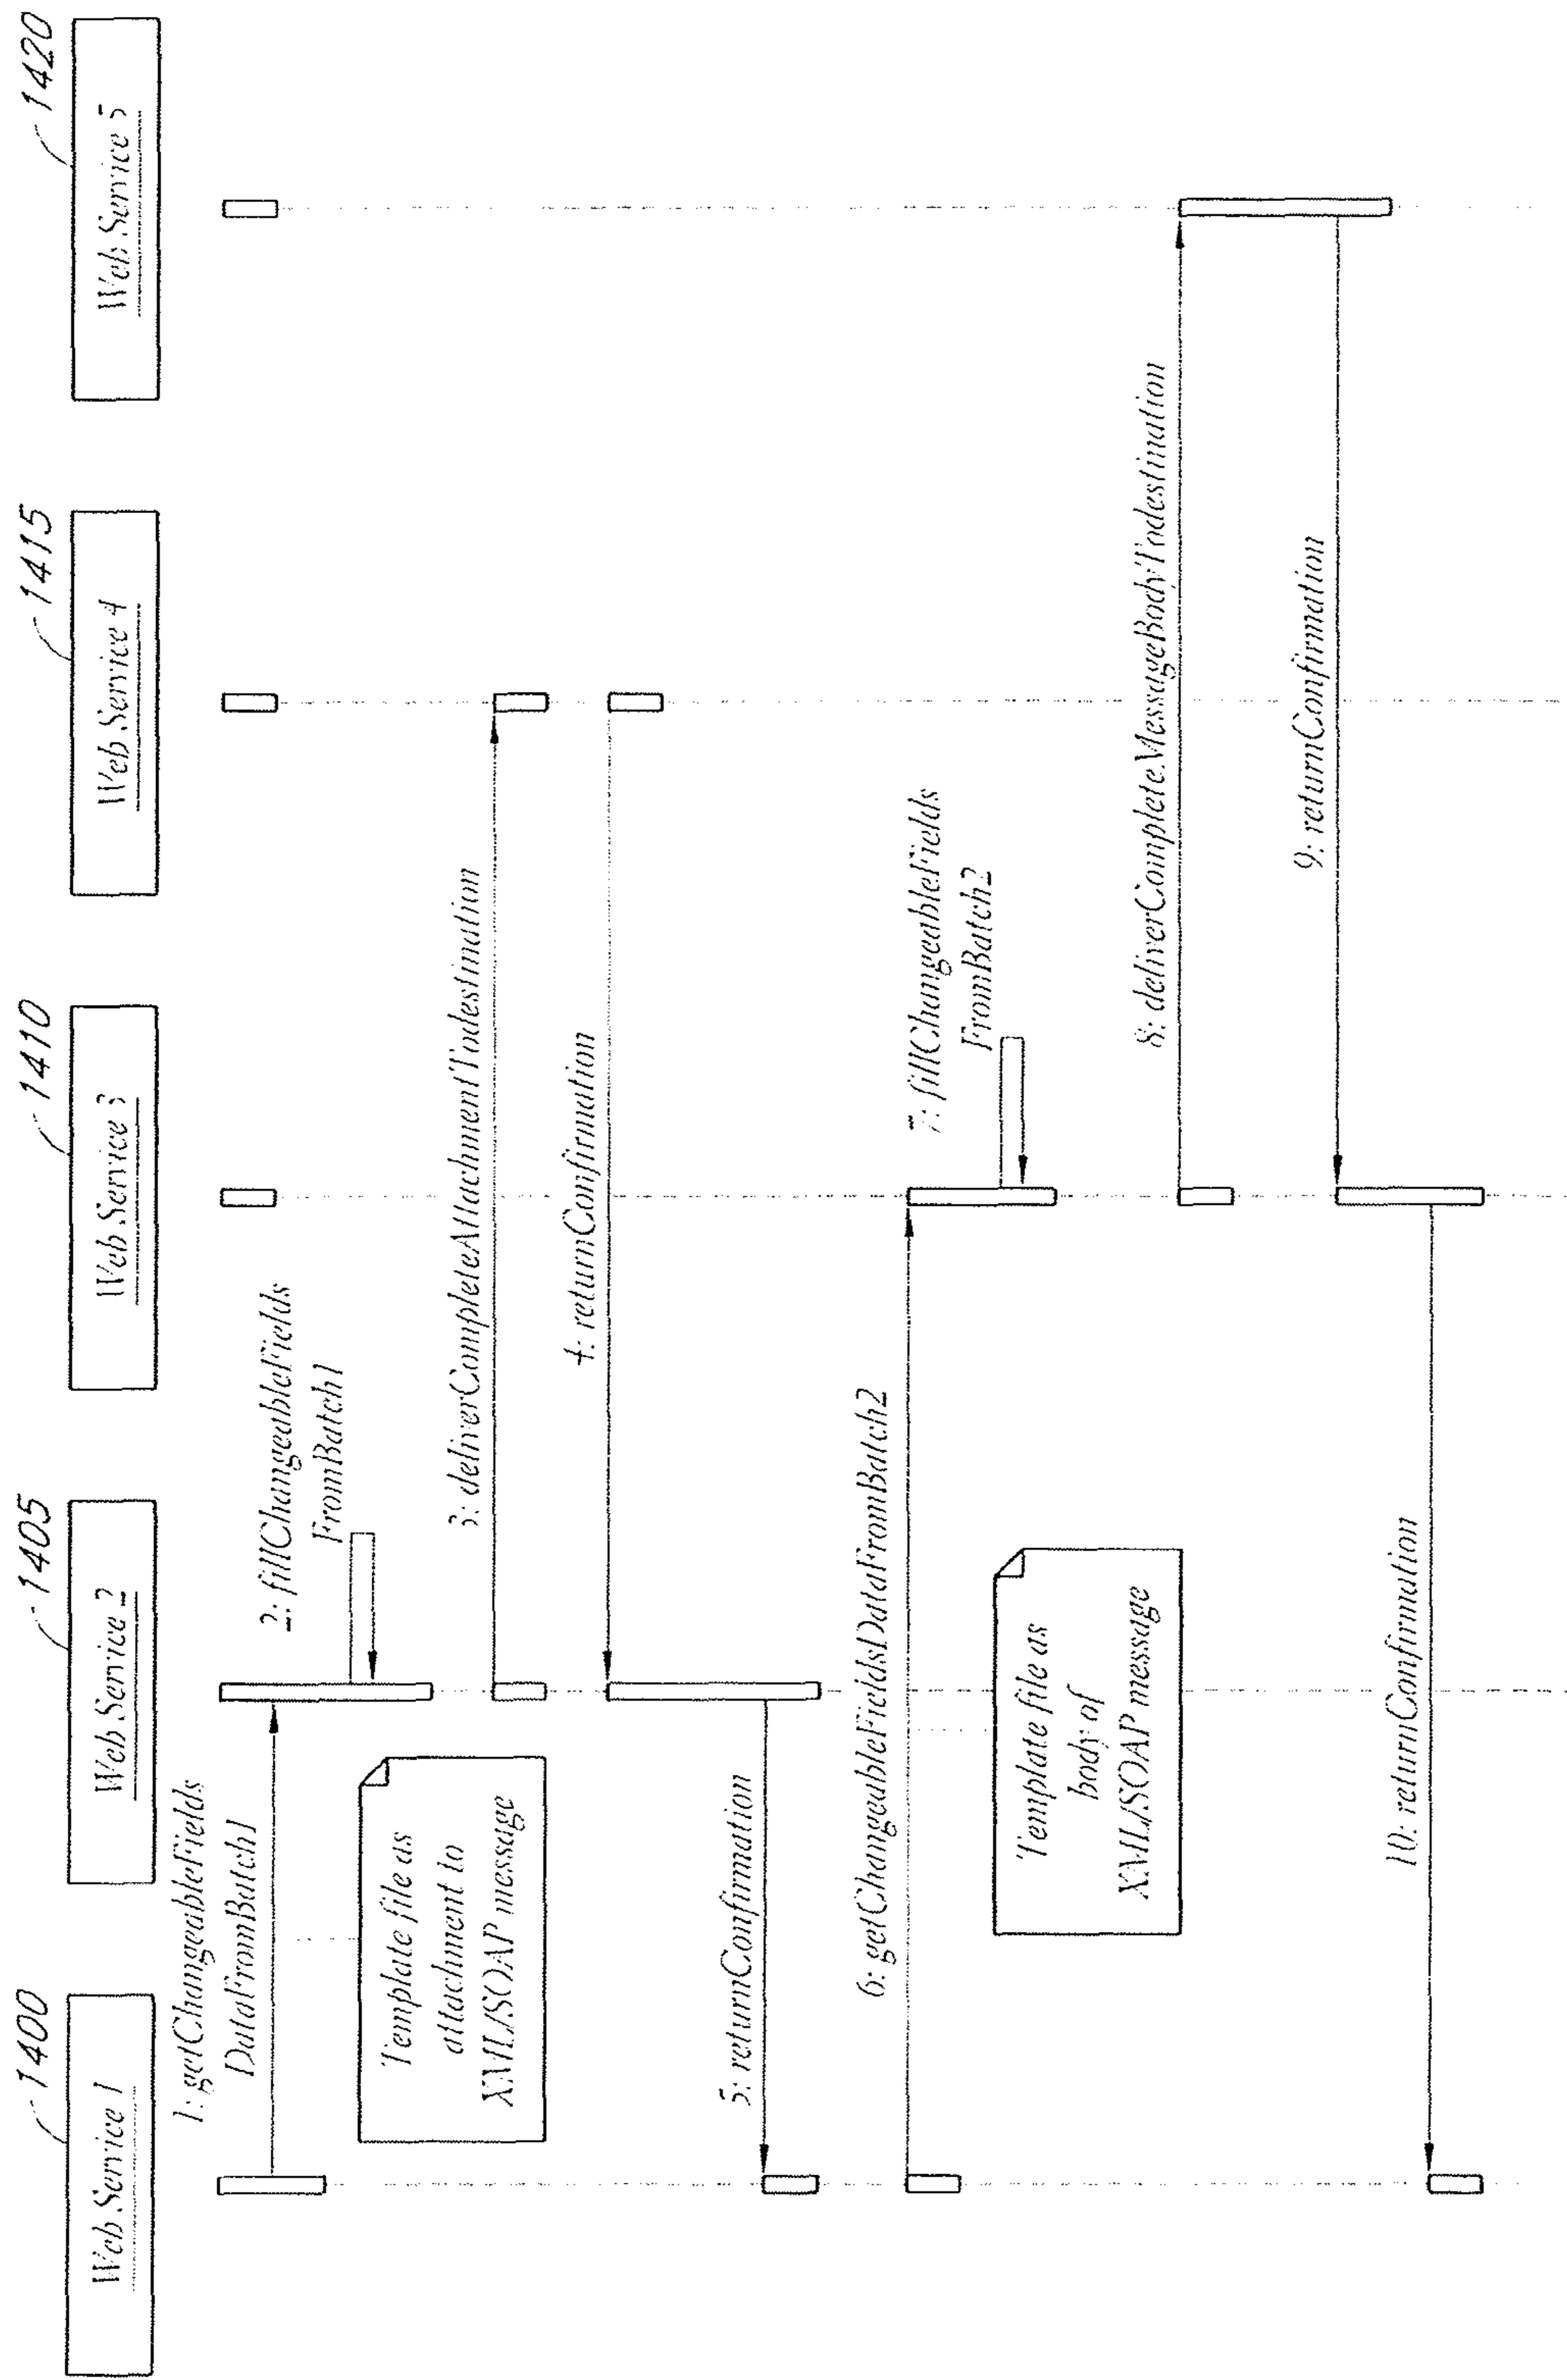 1400
1405
1410
1415
1420
Web Service 1
Web Service 2
Web Service 3
Web Service 4
Web Service 5
1: getChangeableFields
DataFromBatch1
2: fillChangeableFields
FromBatch1
Template file as
attachment to
XML/SOAP message
3: deliverCompleteAttachmentTodestination
4: returnConfirmation
5: returnConfirmation
6: getChangeableFieldsDataFromBatch2
7: fillChangeableFields
FromBatch2
Template file as
body of
XML/SOAP message
8: deliverCompleteMessageBodyTodestination
9: returnConfirmation
10: returnConfirmation